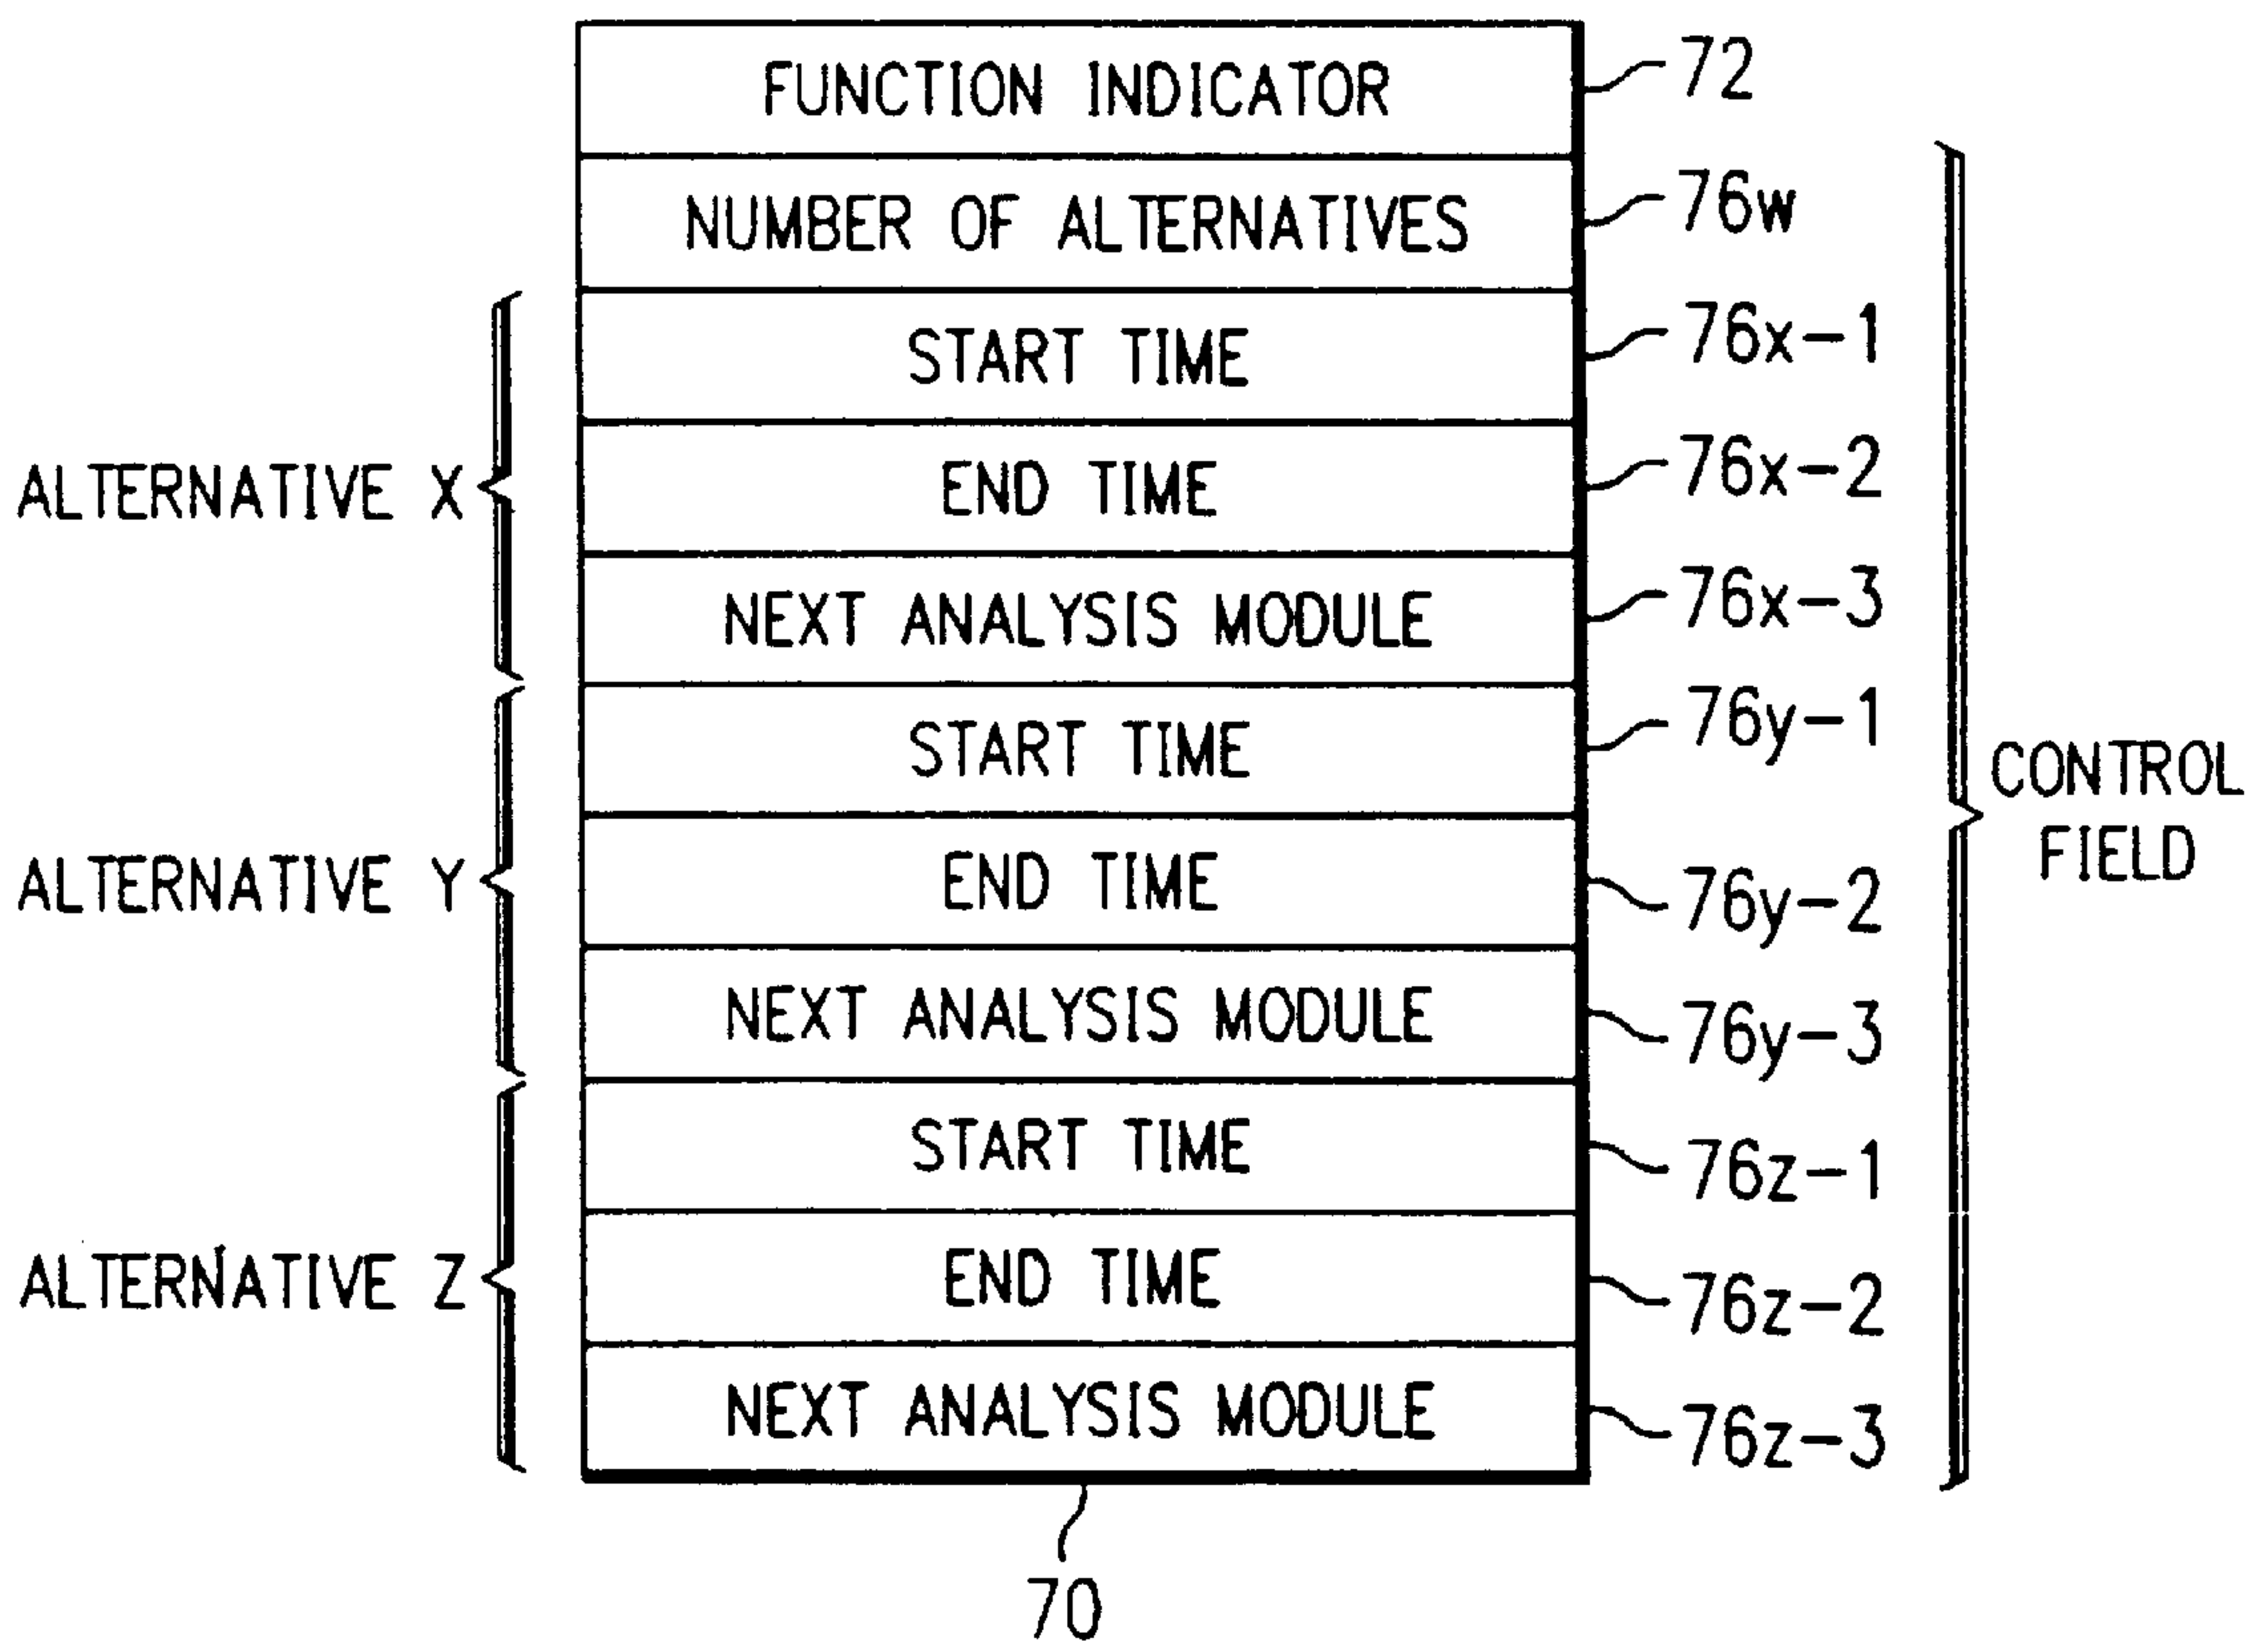 FUNCTION INDICATOR
72
NUMBER OF ALTERNATIVES
76w
START TIME
76x-1
ALTERNATIVE X
END TIME
76x-2
NEXT ANALYSIS MODULE
76x-3
START TIME
76y-1
CONTROL
FIELD
ALTERNATIVE Y
END TIME
76y-2
NEXT ANALYSIS MODULE
76y-3
START TIME
76z-1
ALTERNATIVE Z
END TIME
76z-2
NEXT ANALYSIS MODULE
76z-3
70